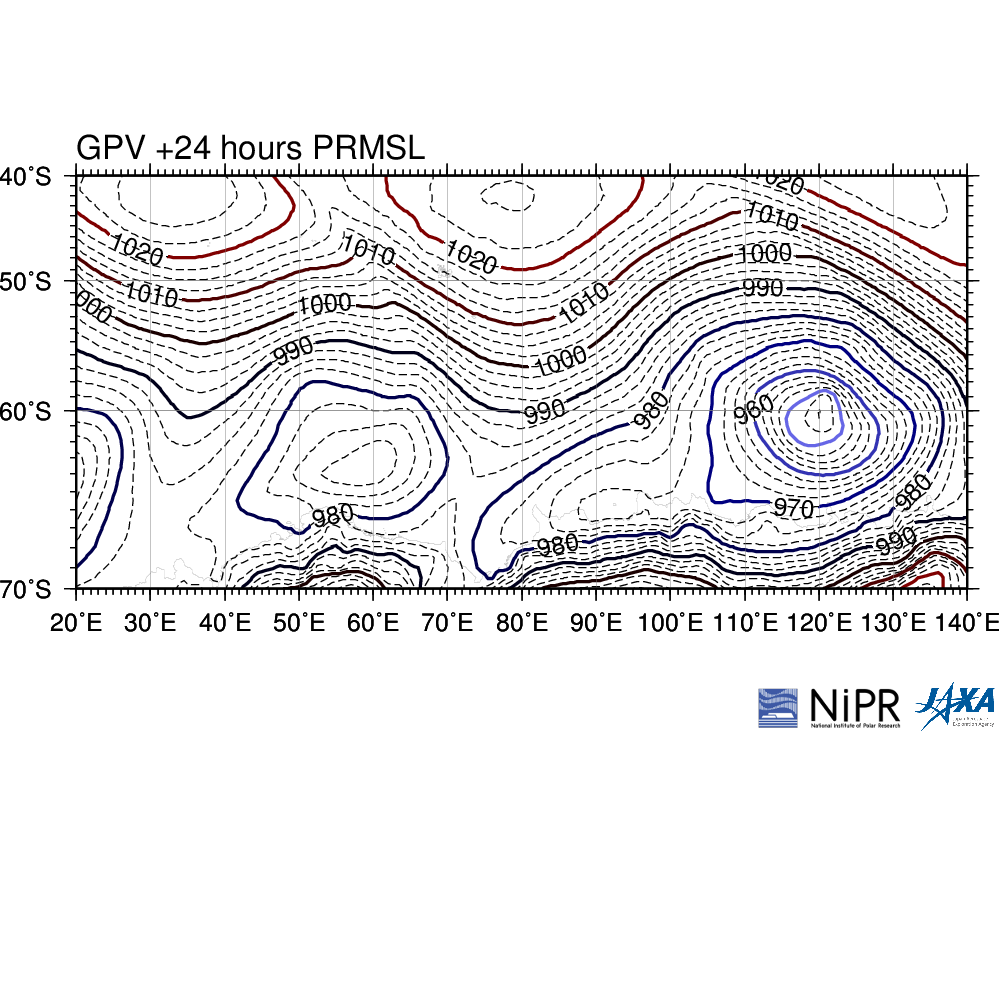 GPV +24 hours PRMSL
40°S
50°S
60°S
70°S
020
1010
1020
1010
1020
1000
990
1010
1000
1010
000
1000
990
990
980
960
980
970
980
980
990
20°E 30°E 40°E 50°E 60°E 70°E 80°E 90°E 100°E 110°E 120°E 130°E 140°E
NiPR
National Institute of Polar Research
JAXA
Japan Aerospace
Exploration Agency